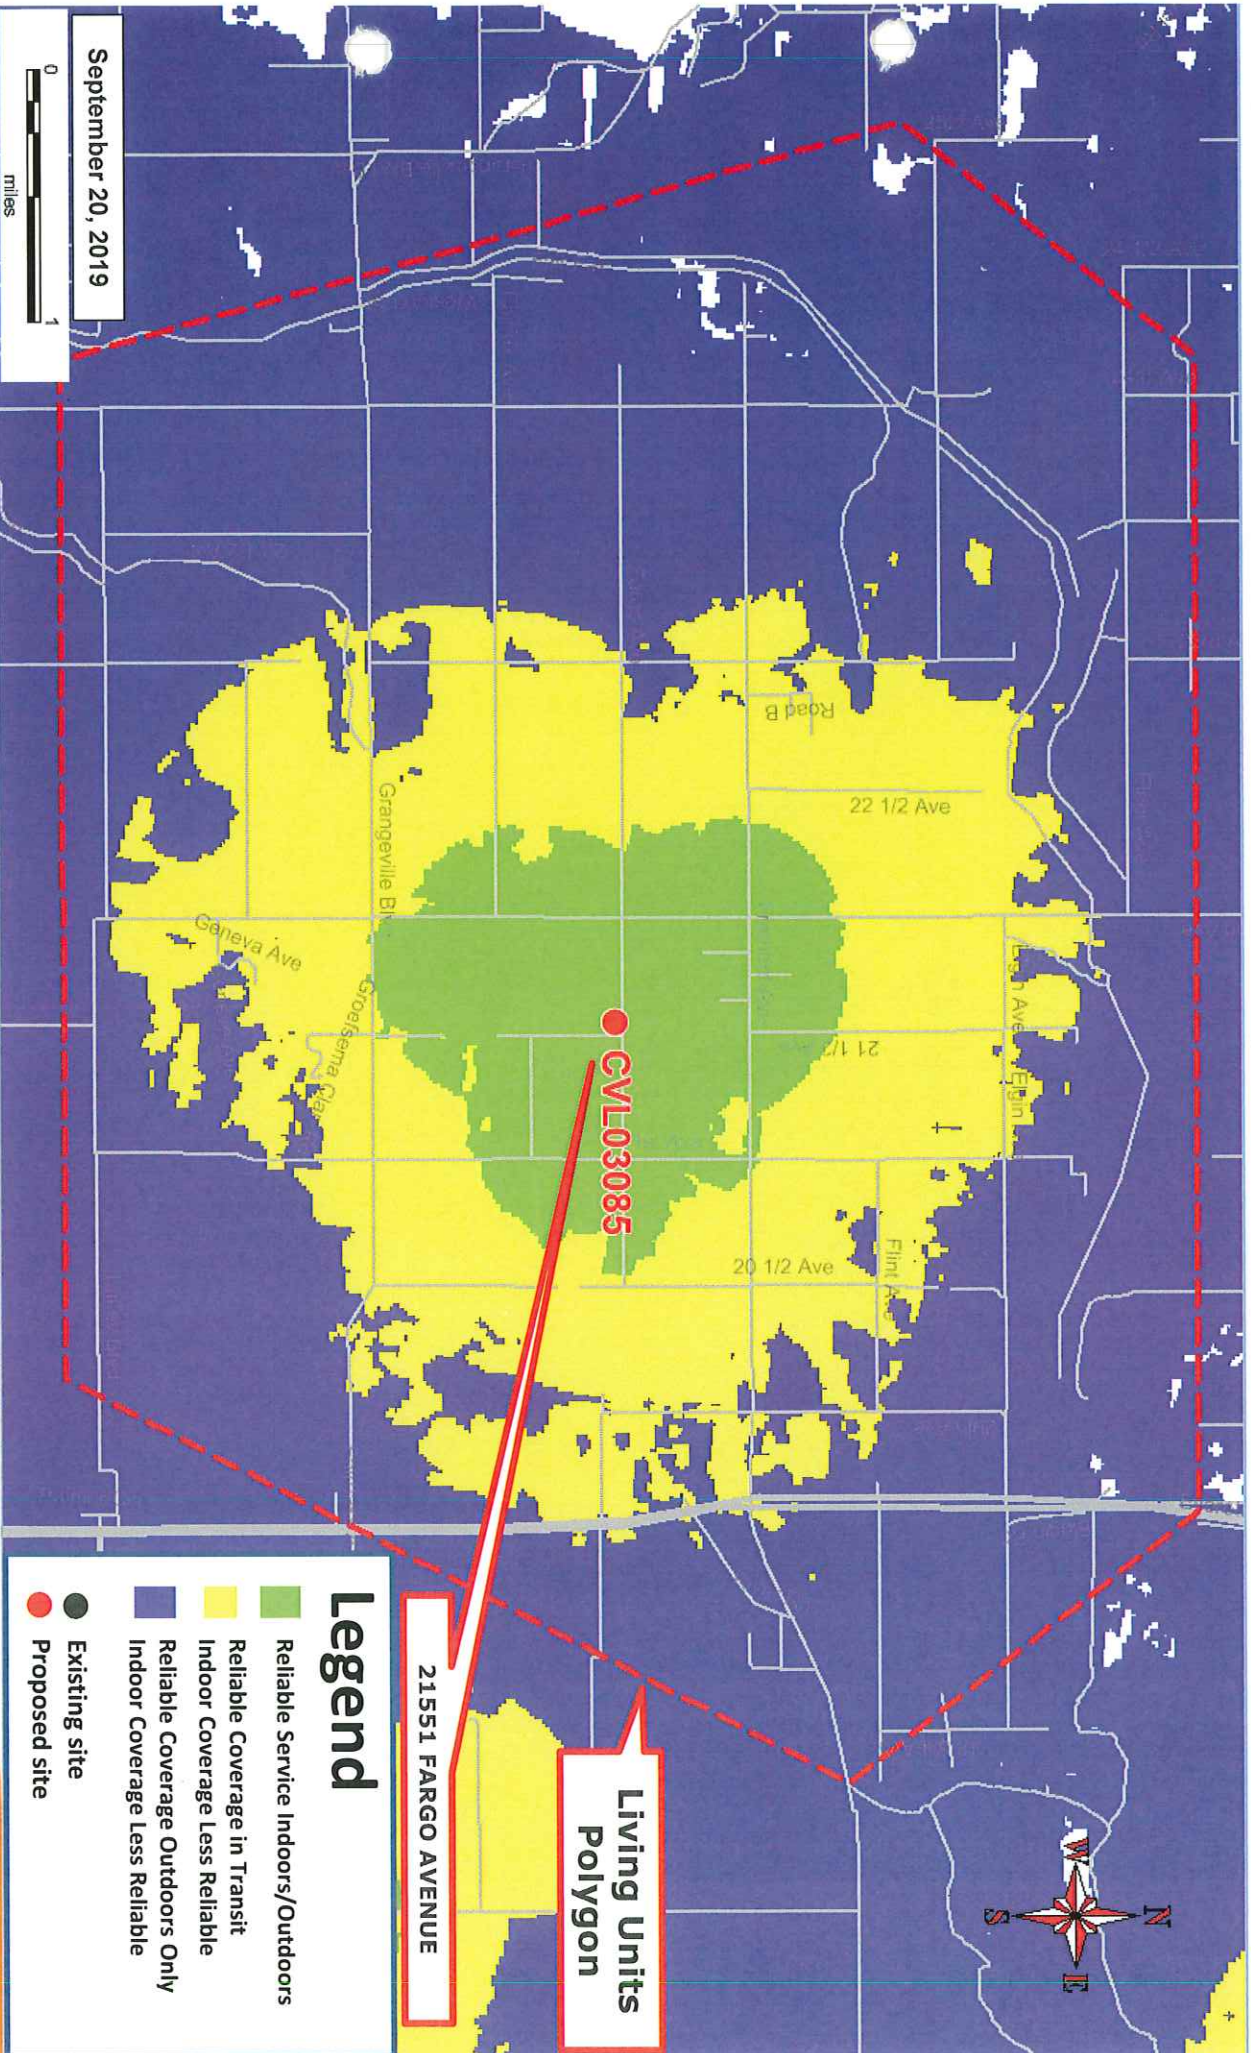 September 20, 2019
0
1
miles
Road B
22 1/2 Ave
Grangeville Bl
Geneva Ave
Groefsema
Elgin
21 1/2
CVL03085
20 1/2 Ave
Flint
Living Units
Polygon
21551 FARGO AVENUE
N
W
E
S
Legend
Reliable Service Indoors/Outdoors
Reliable Coverage in Transit
Indoor Coverage Less Reliable
Reliable Coverage Outdoors Only
Indoor Coverage Less Reliable
Existing site
Proposed site